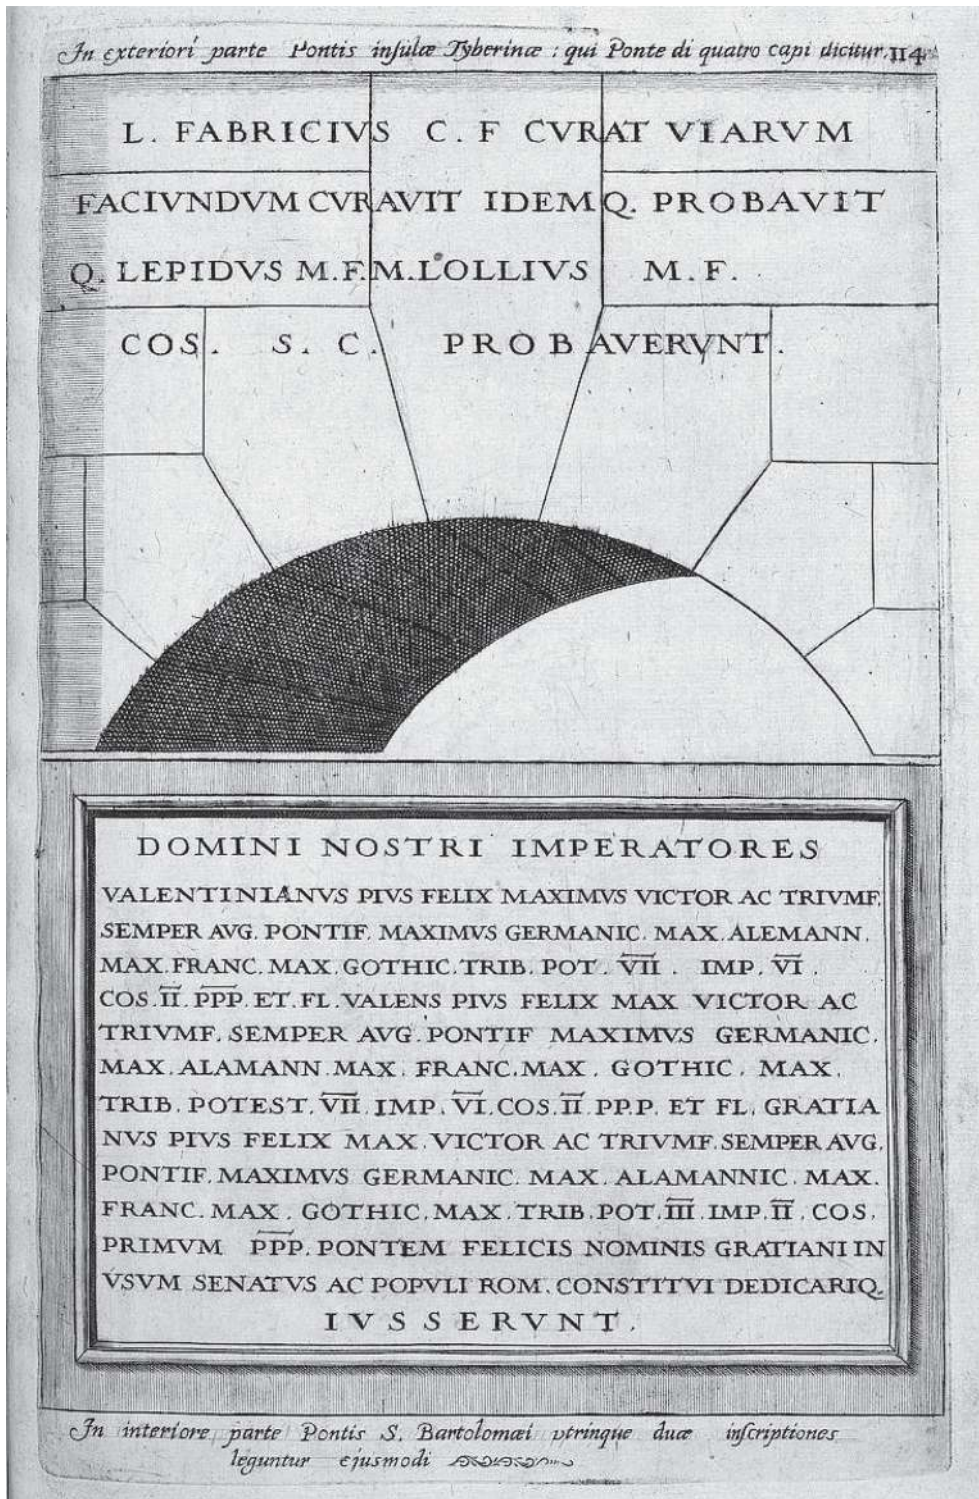 In exteriori parte Pontis insulæ Tyberinæ : qui Ponte di quatro capi dicitur. 114
L. FABRICIVS C. F CVRAT VIARVM
FACIVNDVM CVRAVIT IDEMQ. PROBAVIT
Q. LEPIDVS M. F. M. LOLLIVS M. F.
COS. S. C. PROBAVERVNT.
DOMINI NOSTRI IMPERATORES
VALENTINIANVS PIVS FELIX MAXIMVS VICTOR AC TRIVMF.
SEMPER AVG. PONTIF. MAXIMVS GERMANIC. MAX. ALEMANN.
MAX. FRANC. MAX. GOTHIC. TRIB. POT. VII. IMP. VI.
COS. II. PPP. ET. FL. VALENS PIVS FELIX MAX VICTOR AC
TRIVMF. SEMPER AVG. PONTIF MAXIMVS GERMANIC.
MAX. ALAMANN. MAX. FRANC. MAX. GOTHIC. MAX.
TRIB. POTEST. VII. IMP. VI. COS. II. PP.P. ET FL. GRATIA
NVS PIVS FELIX MAX. VICTOR AC TRIVMF. SEMPER AVG.
PONTIF. MAXIMVS GERMANIC. MAX. ALAMANNIC. MAX.
FRANC. MAX. GOTHIC. MAX. TRIB. POT. III. IMP. II. COS.
PRIMVM PPP. PONTEM FELICIS NOMINIS GRATIANI IN
VSVM SENATVS AC POPVLI ROM. CONSTITVI DEDICARIQ.
IVSSERVNT.
In interiore parte Pontis S. Bartolomæi vtrinque duæ inscriptiones
leguntur ejusmodi